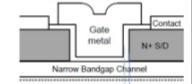 Contact
Gate
metal
N+ S/D
Narrow Bandgap Channel